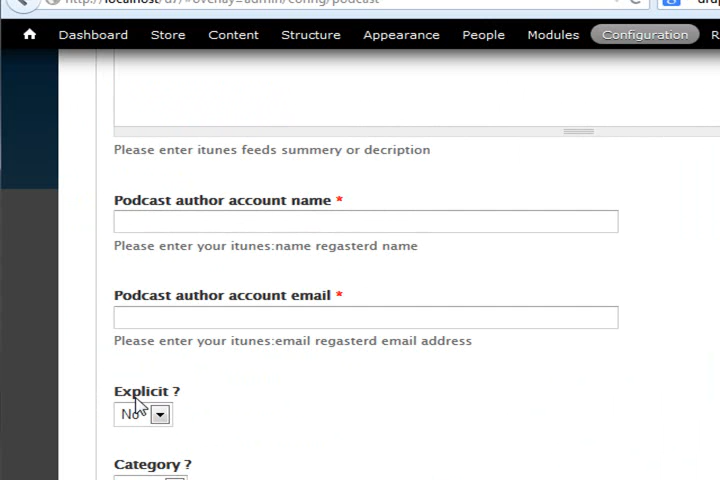 http://localhost/d7/#overlay=admin/config/podcast
Dashboard Store Content Structure Appearance People Modules Configuration R
Please enter itunes feeds summery or decription
Podcast author account name *
Please enter your itunes:name regasterd name
Podcast author account email *
Please enter your itunes:email regasterd email address
Explicit ?
No
Category ?